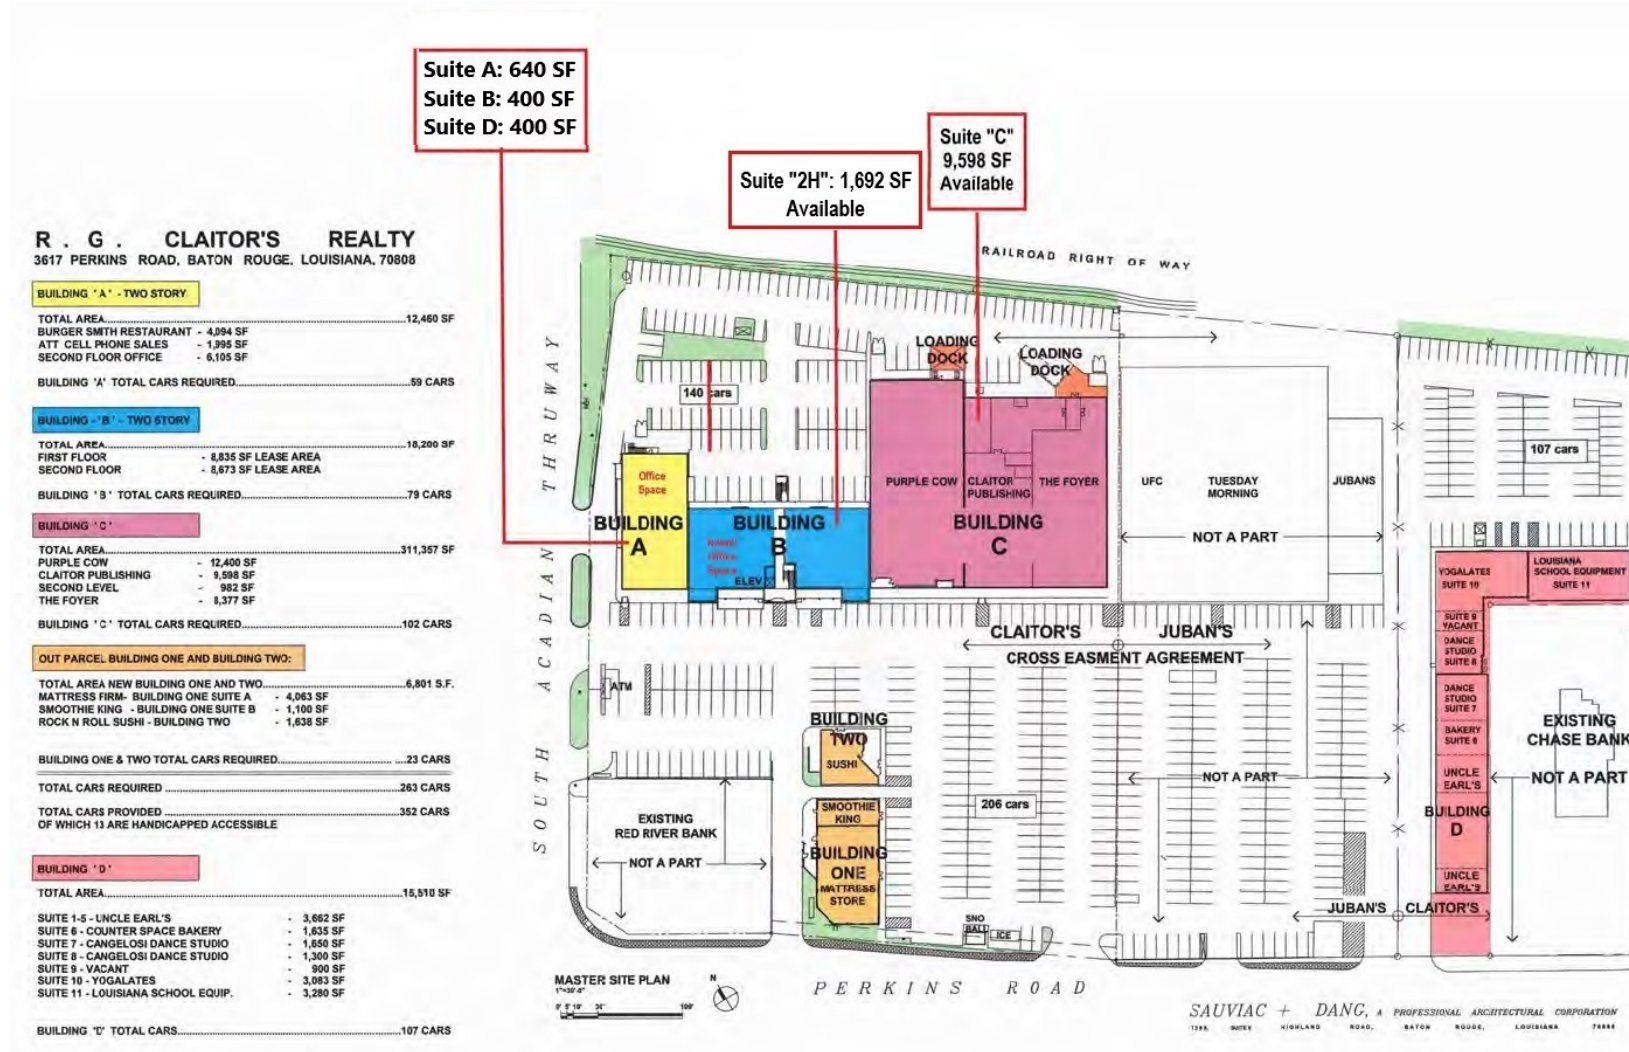 Suite A: 640 SF
Suite B: 400 SF
Suite D: 400 SF
Suite "2H": 1,692 SF
Available
Suite "C"
9,598 SF
Available
R . G . CLAITOR'S REALTY
3617 PERKINS ROAD, BATON ROUGE, LOUISIANA, 70808
BUILDING 'A' - TWO STORY
TOTAL AREA....12,460 SF
BURGER SMITH RESTAURANT - 4,094 SF
ATT CELL PHONE SALES - 1,995 SF
SECOND FLOOR OFFICE - 6,105 SF
BUILDING 'A' TOTAL CARS REQUIRED....59 CARS
BUILDING - 'B' - TWO STORY
TOTAL AREA....18,200 SF
FIRST FLOOR - 8,835 SF LEASE AREA
SECOND FLOOR - 8,673 SF LEASE AREA
BUILDING 'B' TOTAL CARS REQUIRED....79 CARS
BUILDING 'C'
TOTAL AREA....311,357 SF
PURPLE COW - 12,400 SF
CLAITOR PUBLISHING - 9,598 SF
SECOND LEVEL - 982 SF
THE FOYER - 8,377 SF
BUILDING 'C' TOTAL CARS REQUIRED....102 CARS
OUT PARCEL BUILDING ONE AND BUILDING TWO:
TOTAL AREA NEW BUILDING ONE AND TWO....6,801 S.F.
MATTRESS FIRM- BUILDING ONE SUITE A - 4,063 SF
SMOOTHIE KING - BUILDING ONE SUITE B - 1,100 SF
ROCK N ROLL SUSHI - BUILDING TWO - 1,638 SF
BUILDING ONE & TWO TOTAL CARS REQUIRED....23 CARS
TOTAL CARS REQUIRED....263 CARS
TOTAL CARS PROVIDED....352 CARS
OF WHICH 13 ARE HANDICAPPED ACCESSIBLE
BUILDING 'D'
TOTAL AREA....15,510 SF
SUITE 1-5 - UNCLE EARL'S - 3,662 SF
SUITE 6 - COUNTER SPACE BAKERY - 1,635 SF
SUITE 7 - CANGELOSI DANCE STUDIO - 1,650 SF
SUITE 8 - CANGELOSI DANCE STUDIO - 1,300 SF
SUITE 9 - VACANT - 900 SF
SUITE 10 - YOGALATES - 3,083 SF
SUITE 11 - LOUISIANA SCHOOL EQUIP. - 3,280 SF
BUILDING 'D' TOTAL CARS....107 CARS
RAILROAD RIGHT OF WAY
SOUTH ACADIAN THRUWAY
LOADING
DOCK
LOADING
DOCK
140 cars
107 cars
Office
Space
BUILDING
A
BUILDING
B
Office
Space
ELEV
PURPLE COW
CLAITOR
PUBLISHING
THE FOYER
BUILDING
C
UFC
TUESDAY
MORNING
JUBANS
NOT A PART
YOGALATES
SUITE 10
LOUISIANA
SCHOOL EQUIPMENT
SUITE 11
SUITE 9
VACANT
DANCE
STUDIO
SUITE 8
DANCE
STUDIO
SUITE 7
BAKERY
SUITE 6
UNCLE
EARL'S
BUILDING
D
UNCLE
EARL'S
CLAITOR'S JUBAN'S
CROSS EASMENT AGREEMENT
ATM
BUILDING
TWO
SUSHI
SMOOTHIE
KING
BUILDING
ONE
MATTRESS
STORE
206 cars
NOT A PART
EXISTING
RED RIVER BANK
NOT A PART
EXISTING
CHASE BANK
NOT A PART
JUBAN'S CLAITOR'S
SNO
BALL
ICE
MASTER SITE PLAN
1"=30'-0"
N
PERKINS ROAD
SAUVIAC + DANG, A PROFESSIONAL ARCHITECTURAL CORPORATION
HIGHLAND ROAD, BATON ROUGE, LOUISIANA